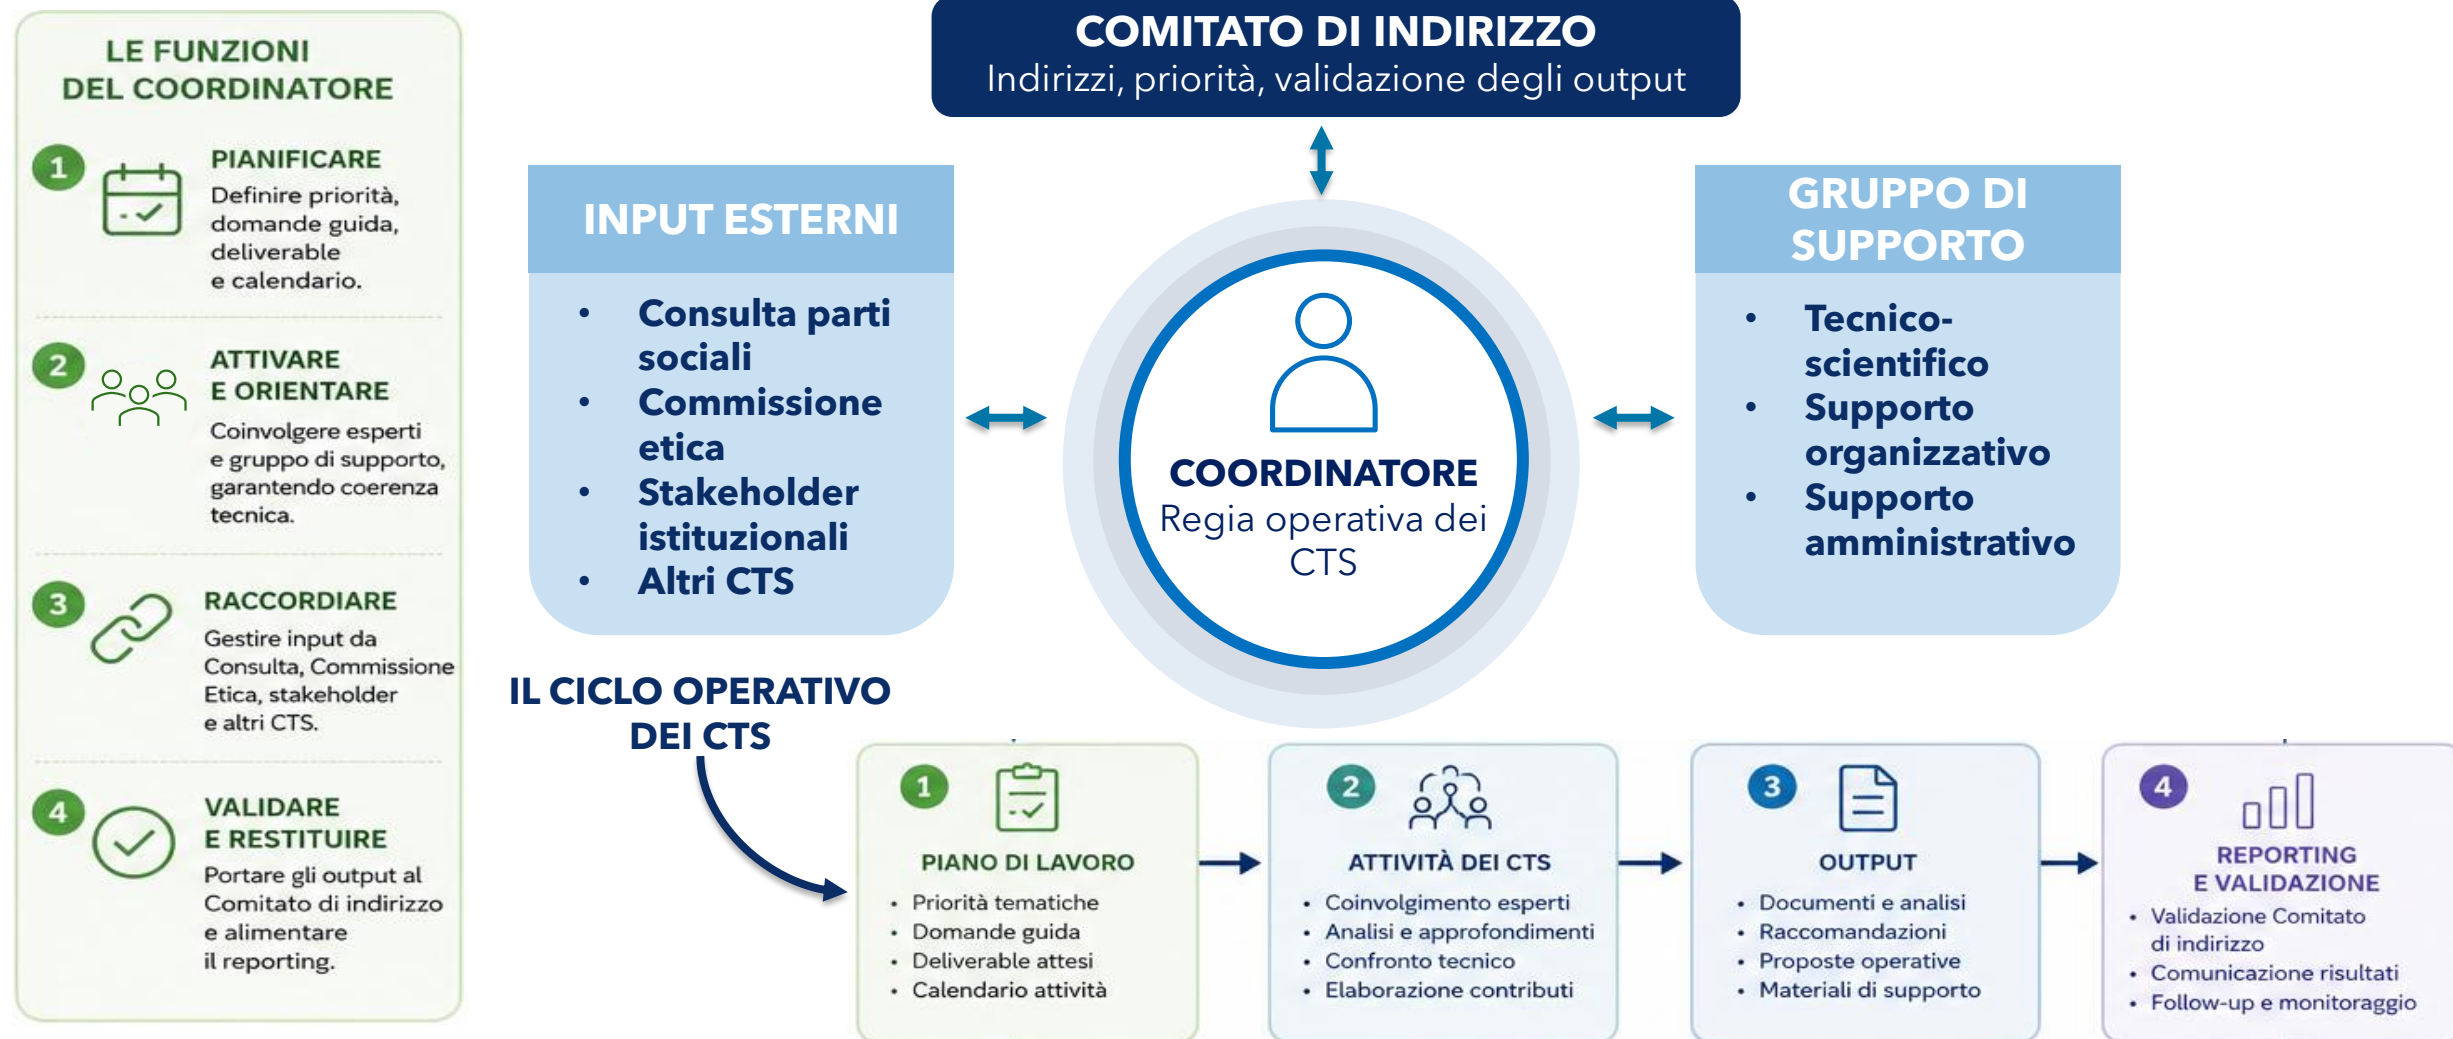 LE FUNZIONI
DEL COORDINATORE
1
PIANIFICARE
Definire priorità,
domande guida,
deliverable
e calendario.
2
ATTIVARE
E ORIENTARE
Coinvolgere esperti
e gruppo di supporto,
garantendo coerenza
tecnica.
3
RACCORDIARE
Gestire input da
Consulta, Commissione
Etica, stakeholder
e altri CTS.
4
VALIDARE
E RESTITUIRE
Portare gli output al
Comitato di indirizzo
e alimentare
il reporting.
COMITATO DI INDIRIZZO
Indirizzi, priorità, validazione degli output
INPUT ESTERNI
• Consulta parti
sociali
• Commissione
etica
• Stakeholder
istituzionali
• Altri CTS
COORDINATORE
Regia operativa dei
CTS
GRUPPO DI
SUPPORTO
• Tecnico-
scientifico
• Supporto
organizzativo
• Supporto
amministrativo
IL CICLO OPERATIVO
DEI CTS
1
PIANO DI LAVORO
• Priorità tematiche
• Domande guida
• Deliverable attesi
• Calendario attività
2
ATTIVITÀ DEI CTS
• Coinvolgimento esperti
• Analisi e approfondimenti
• Confronto tecnico
• Elaborazione contributi
3
OUTPUT
• Documenti e analisi
• Raccomandazioni
• Proposte operative
• Materiali di supporto
4
REPORTING
E VALIDAZIONE
• Validazione Comitato
di indirizzo
• Comunicazione risultati
• Follow-up e monitoraggio